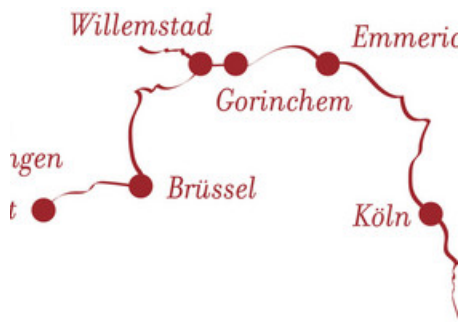 Willemstad
Emmeric
Gorinchem
ngen
Brüssel
t
Köln